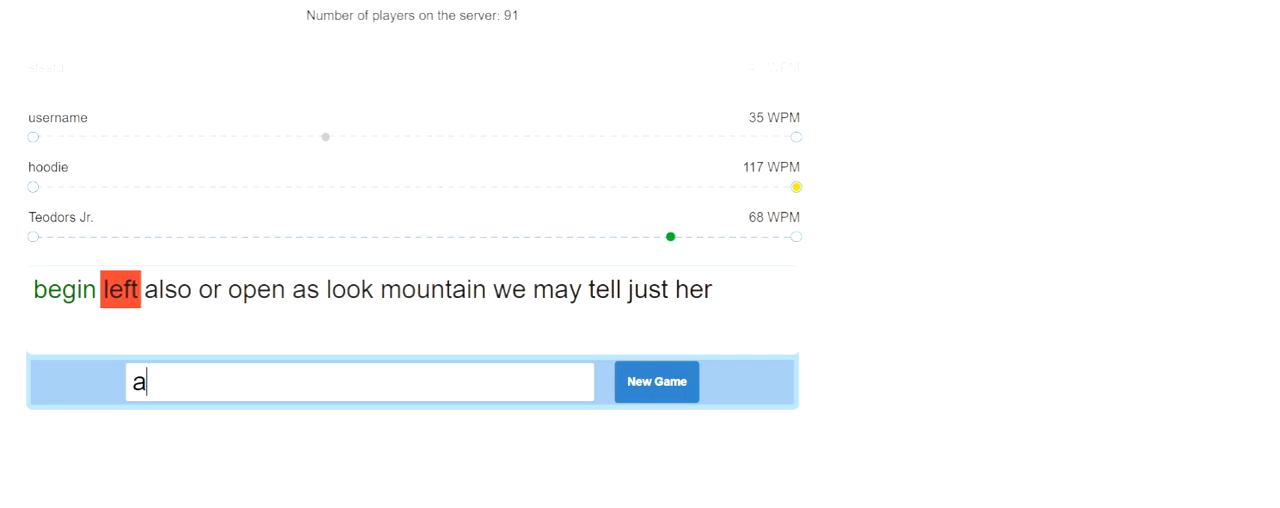 Number of players on the server: 91
username 35 WPM
hoodie 117 WPM
Teodors Jr. 68 WPM
begin left also or open as look mountain we may tell just her
a New Game